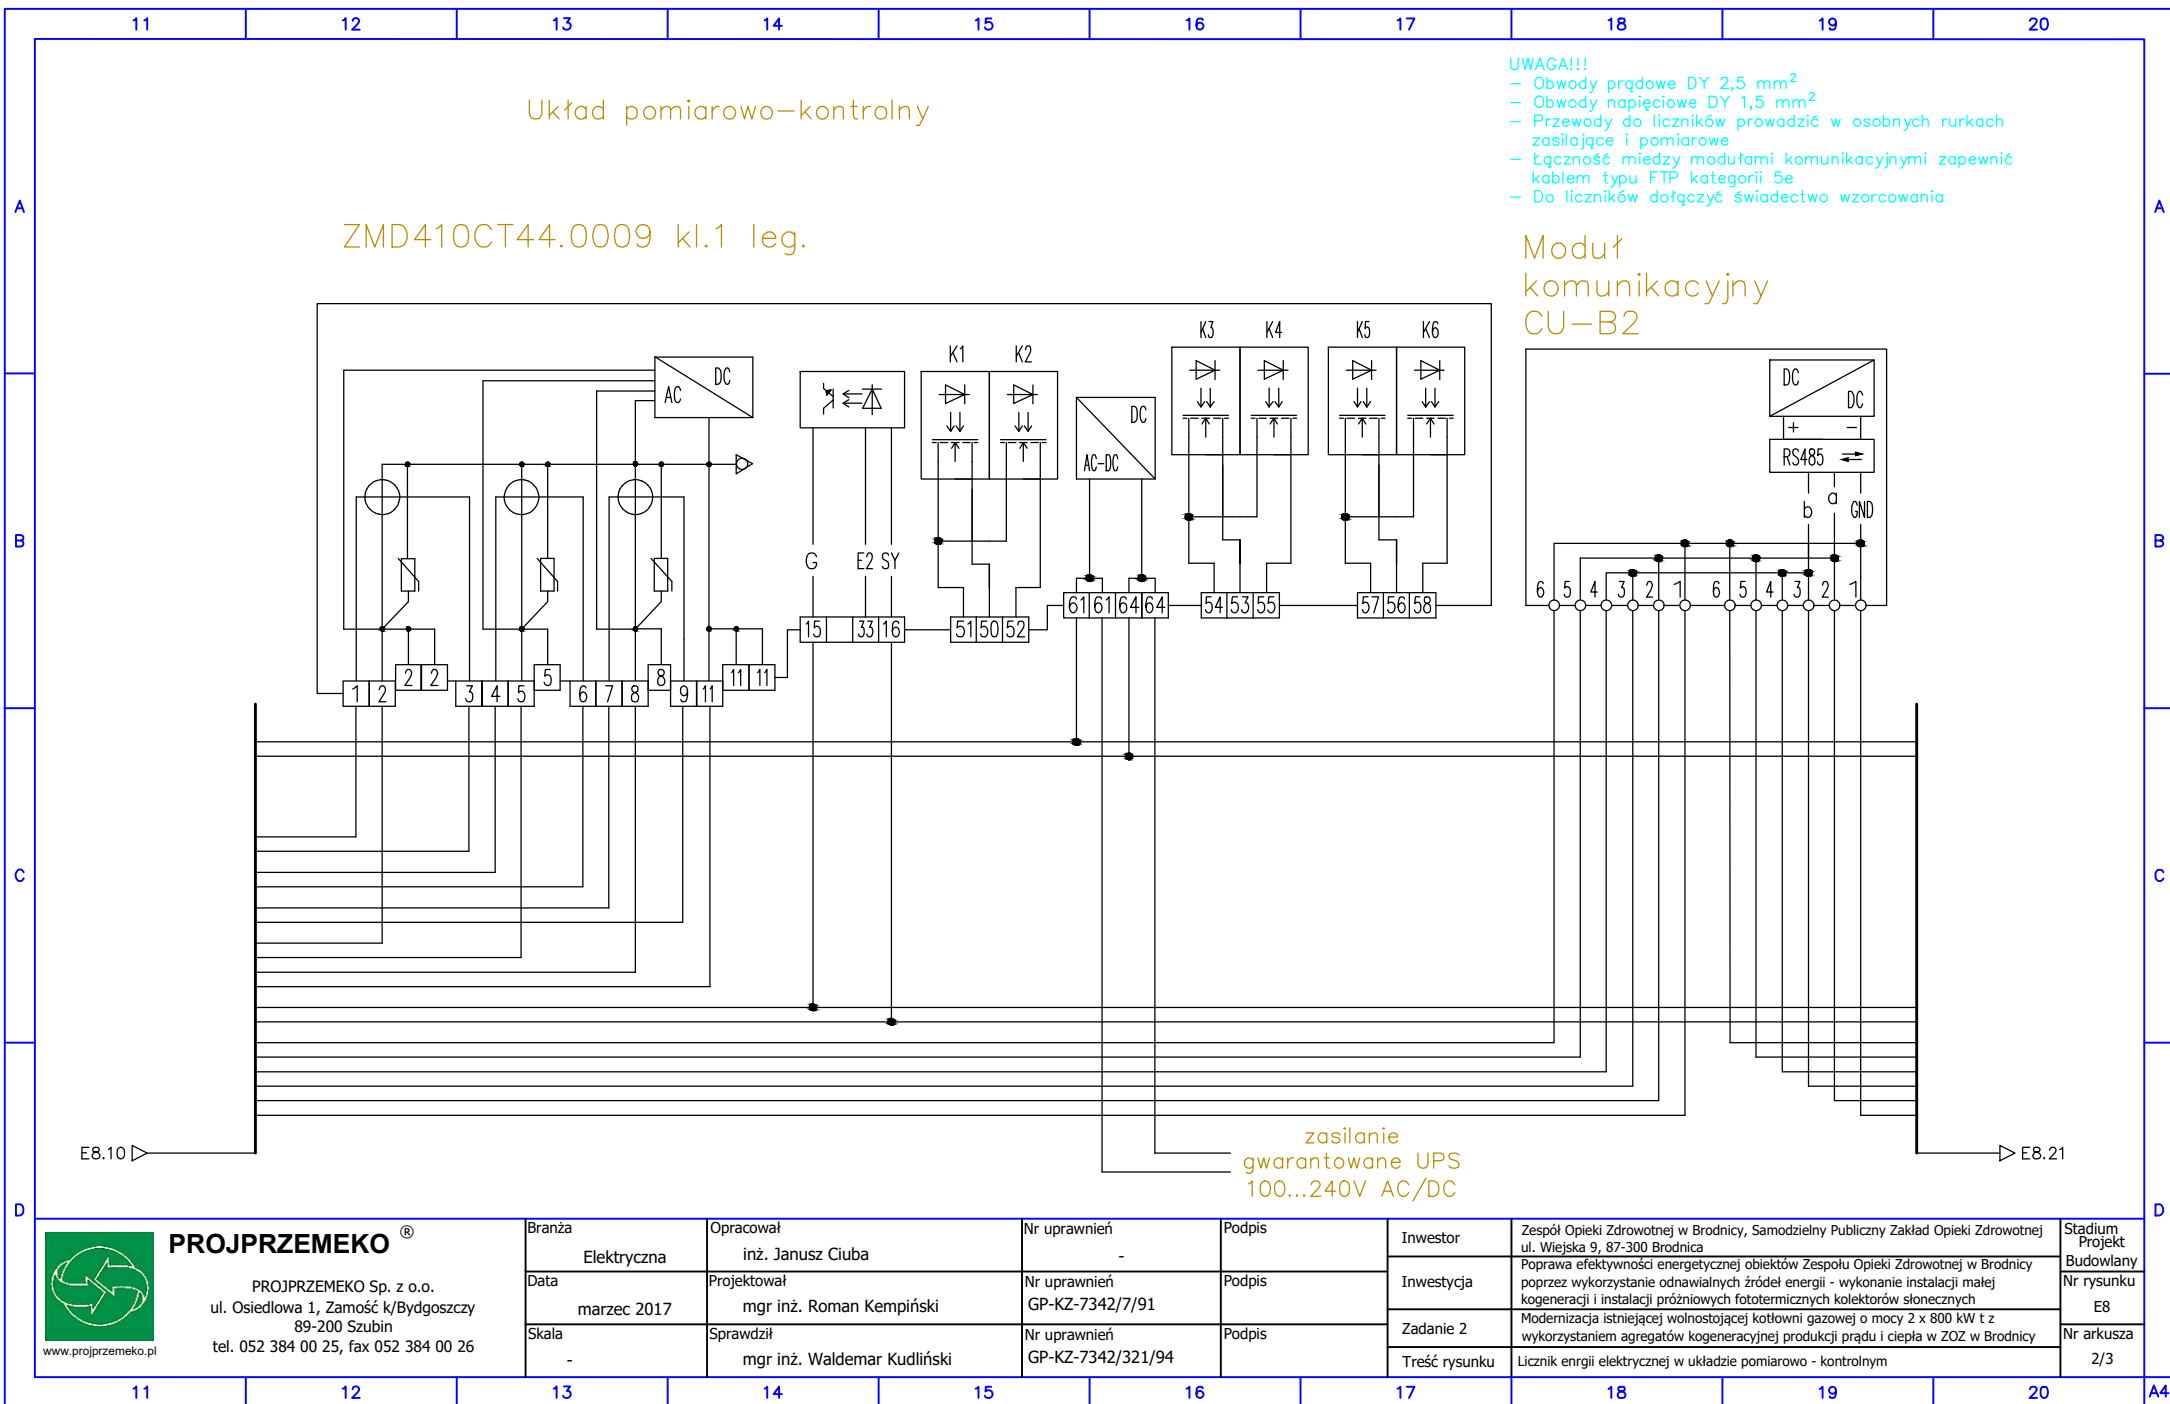 11 12 13 14 15 16 17 18 19 20
UWAGA!!!
– Obwody prądowe DY 2,5 mm²
– Obwody napięciowe DY 1,5 mm²
– Przewody do liczników prowadzić w osobnych rurkach
zasilające i pomiarowe
– Łączność miedzy modułami komunikacyjnymi zapewnić
kablem typu FTP kategorii 5e
– Do liczników dołączyć świadectwo wzorcowania
Układ pomiarowo–kontrolny
A A
ZMD410CT44.0009 kl.1 leg.
Moduł
komunikacyjny
CU–B2
K1 K2 K3 K4 K5 K6
DC
AC
DC
AC-DC
DC
DC
+ −
RS485
b a GND
B B
G E2 SY
6 5 4 3 2 1 6 5 4 3 2 1
61 61 64 64 54 53 55 57 56 58
15 33 16 51 50 52
2 2 5 8 11 11
1 2 3 4 5 6 7 8 9 11
C C
E8.10
E8.21
zasilanie
gwarantowane UPS
100...240V AC/DC
D D
PROJPRZEMEKO ®
PROJPRZEMEKO Sp. z o.o.
ul. Osiedlowa 1, Zamość k/Bydgoszczy
89-200 Szubin
tel. 052 384 00 25, fax 052 384 00 26
www.projprzemeko.pl
Branża
Elektryczna
Data
marzec 2017
Skala
-
Opracował
inż. Janusz Ciuba
Projektował
mgr inż. Roman Kempiński
Sprawdził
mgr inż. Waldemar Kudliński
Nr uprawnień
-
Nr uprawnień
GP-KZ-7342/7/91
Nr uprawnień
GP-KZ-7342/321/94
Podpis
Podpis
Podpis
Inwestor
Zespół Opieki Zdrowotnej w Brodnicy, Samodzielny Publiczny Zakład Opieki Zdrowotnej
ul. Wiejska 9, 87-300 Brodnica
Inwestycja
Poprawa efektywności energetycznej obiektów Zespołu Opieki Zdrowotnej w Brodnicy
poprzez wykorzystanie odnawialnych źródeł energii - wykonanie instalacji małej
kogeneracji i instalacji próżniowych fototermicznych kolektorów słonecznych
Zadanie 2
Modernizacja istniejącej wolnostojącej kotłowni gazowej o mocy 2 x 800 kW t z
wykorzystaniem agregatów kogeneracyjnej produkcji prądu i ciepła w ZOZ w Brodnicy
Treść rysunku
Licznik enrgii elektrycznej w układzie pomiarowo - kontrolnym
Stadium
Projekt
Budowlany
Nr rysunku
E8
Nr arkusza
2/3
11 12 13 14 15 16 17 18 19 20 A4